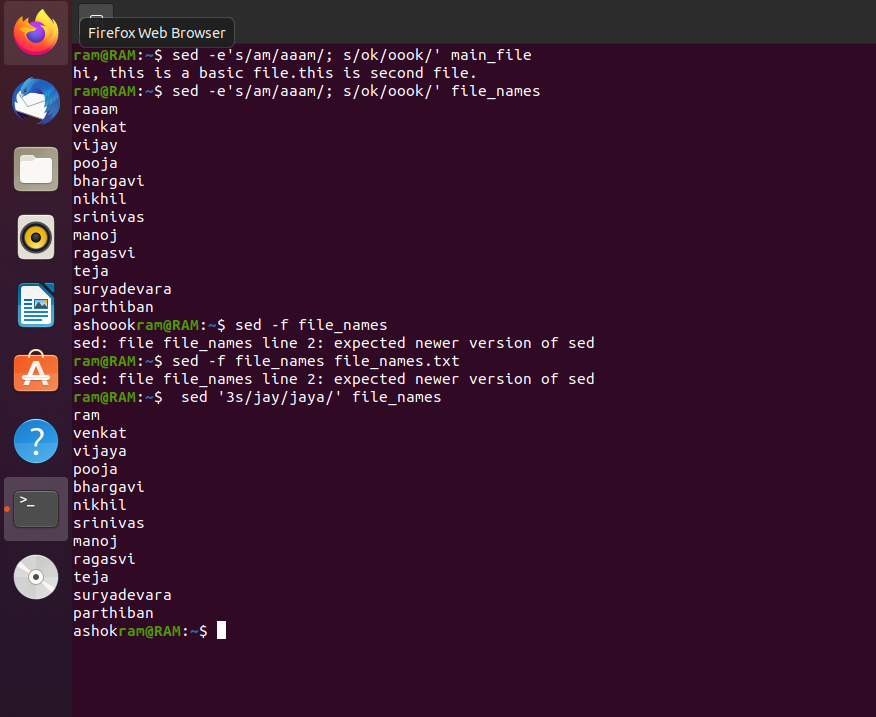 Firefox Web Browser
ram@RAM:~$ sed -e's/am/aaam/; s/ok/oook/' main_file
hi, this is a basic file.this is second file.
ram@RAM:~$ sed -e's/am/aaam/; s/ok/oook/' file_names
raaam
venkat
vijay
pooja
bhargavi
nikhil
srinivas
manoj
ragasvi
teja
suryadevara
parthiban
ashoookram@RAM:~$ sed -f file_names
sed: file file_names line 2: expected newer version of sed
ram@RAM:~$ sed -f file_names file_names.txt
sed: file file_names line 2: expected newer version of sed
ram@RAM:~$  sed '3s/jay/jaya/' file_names
ram
venkat
vijaya
pooja
bhargavi
nikhil
srinivas
manoj
ragasvi
teja
suryadevara
parthiban
ashokram@RAM:~$